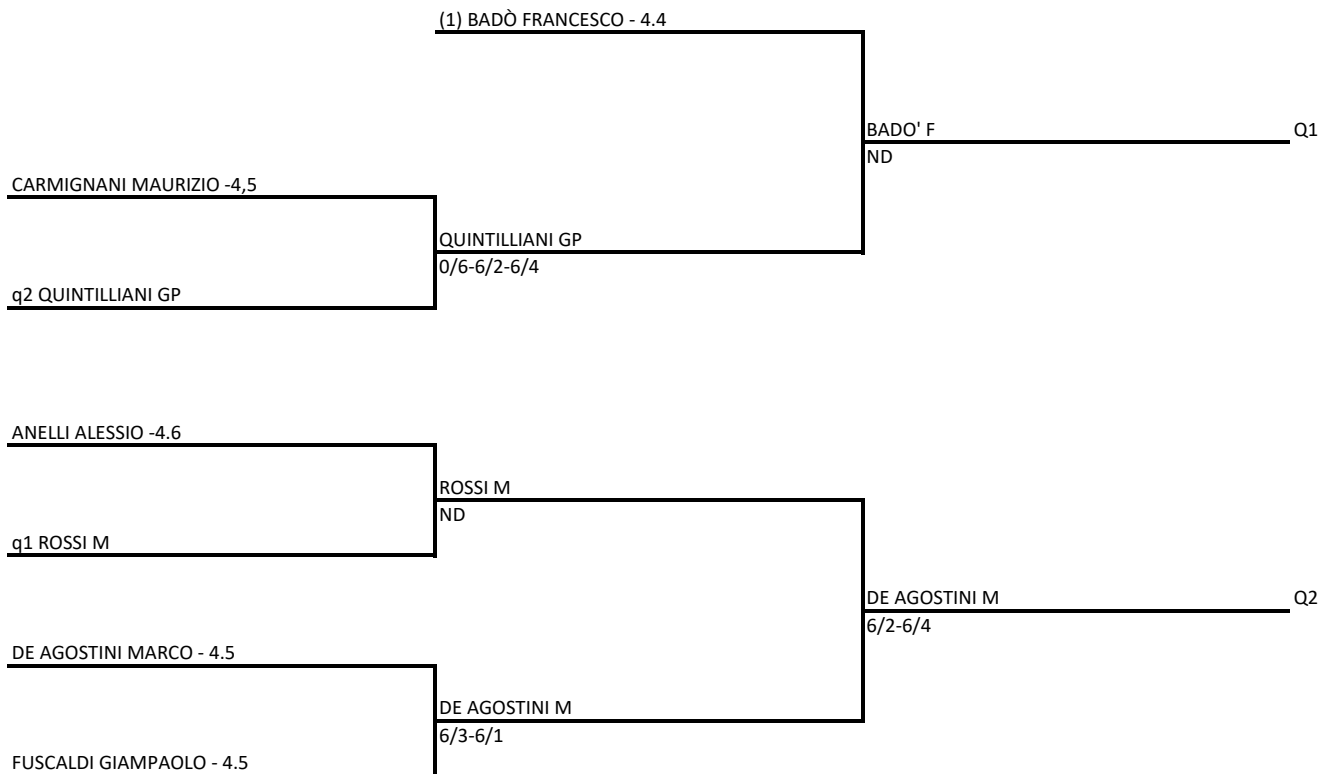 (1) BADÒ FRANCESCO - 4.4
BADO' F
Q1
ND
CARMIGNANI MAURIZIO -4,5
QUINTILLIANI GP
0/6-6/2-6/4
q2 QUINTILLIANI GP
ANELLI ALESSIO -4.6
ROSSI M
ND
q1 ROSSI M
DE AGOSTINI M
Q2
6/2-6/4
DE AGOSTINI MARCO - 4.5
DE AGOSTINI M
6/3-6/1
FUSCALDI GIAMPAOLO - 4.5